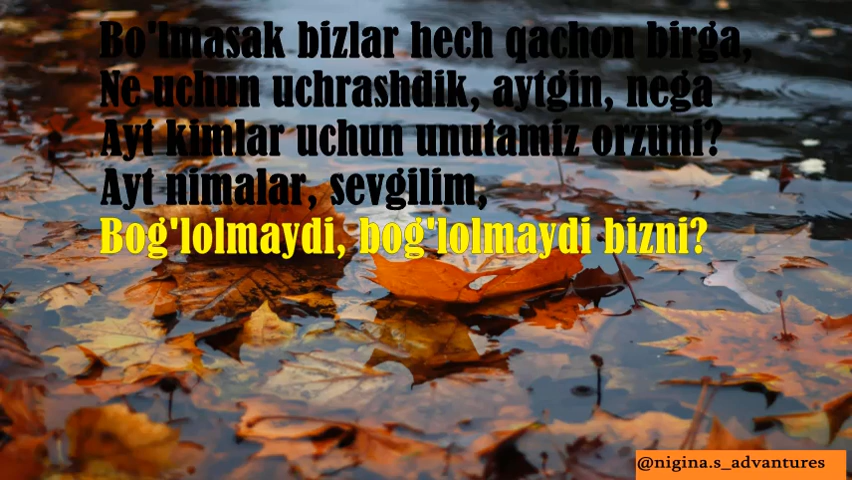 Bo'lmasak bizlar hech qachon birga,
Ne uchun uchrashdik, aytgin, nega
Ayt kimlar uchun unutamiz orzuni?
Ayt nimalar, sevgilim,
Bog'lolmaydi, bog'lolmaydi bizni?
@nigina.s_advantures